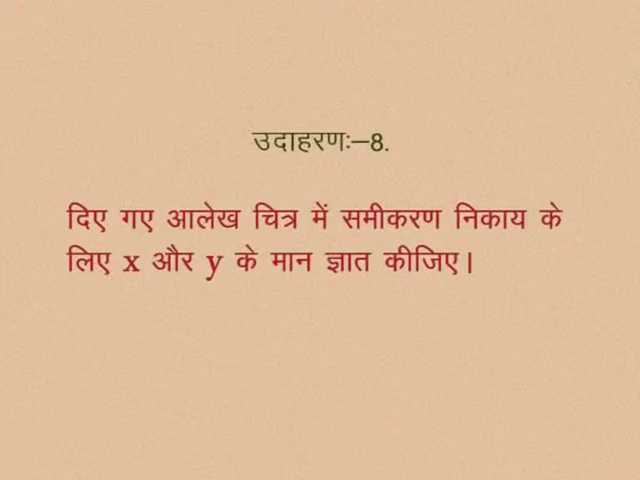 उदाहरणः–8.
दिए गए आलेख चित्र में समीकरण निकाय के
लिए x और y के मान ज्ञात कीजिए।